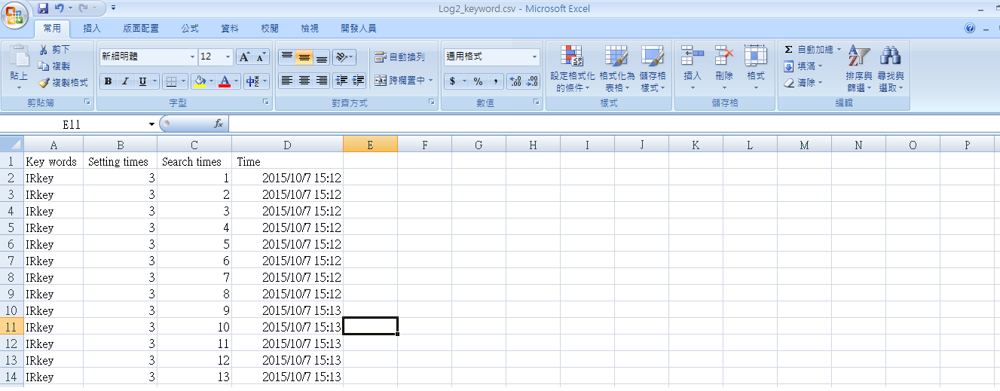 Log2_keyword.csv - Microsoft Excel
常用 插入 版面配置 公式 資料 校閱 檢視 開發人員
貼上
剪下
複製
複製格式
剪貼簿
新細明體 12
B I U
字型
自動換列
跨欄置中
對齊方式
通用格式
$ % ,
數值
設定格式化的條件
格式化為表格
儲存格樣式
樣式
插入 刪除 格式
儲存格
Σ 自動加總
填滿
清除
排序與篩選
尋找與選取
編輯
E11 fx
A B C D E F G H I J K L M N O P
1 Key words Setting times Search times Time
2 IRkey 3 1 2015/10/7 15:12
3 IRkey 3 2 2015/10/7 15:12
4 IRkey 3 3 2015/10/7 15:12
5 IRkey 3 4 2015/10/7 15:12
6 IRkey 3 5 2015/10/7 15:12
7 IRkey 3 6 2015/10/7 15:12
8 IRkey 3 7 2015/10/7 15:12
9 IRkey 3 8 2015/10/7 15:12
10 IRkey 3 9 2015/10/7 15:13
11 IRkey 3 10 2015/10/7 15:13
12 IRkey 3 11 2015/10/7 15:13
13 IRkey 3 12 2015/10/7 15:13
14 IRkey 3 13 2015/10/7 15:13